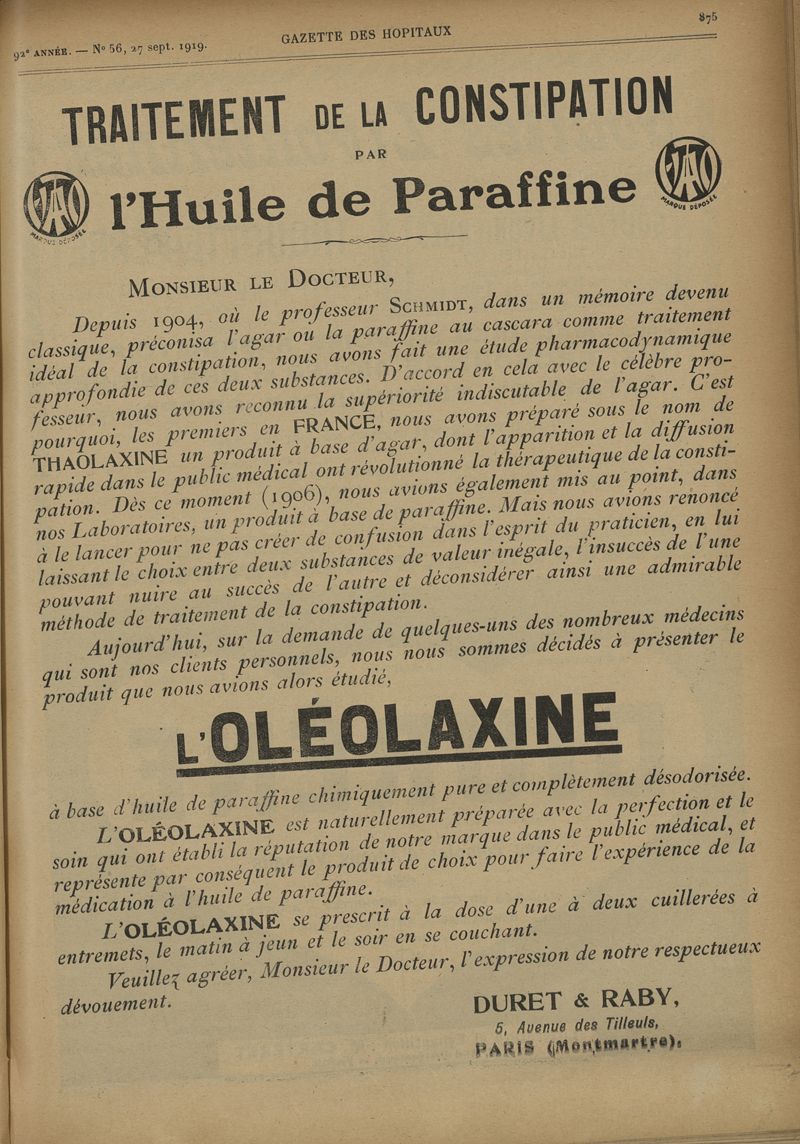 92e ANNÉE. — No 56, 27 sept. 1919.
GAZETTE DES HOPITAUX
875
TRAITEMENT DE LA CONSTIPATION
PAR
l'Huile de Paraffine
MARQUE DÉPOSÉE
MARQUE DÉPOSÉE
MONSIEUR LE DOCTEUR,
Depuis 1904, où le professeur SCHMIDT, dans un mémoire devenu
classique, préconisa l'agar ou la paraffine au cascara comme traitement
idéal de la constipation, nous avons fait une étude pharmacodynamique
approfondie de ces deux substances. D'accord en cela avec le célèbre pro-
fesseur, nous avons reconnu la supériorité indiscutable de l'agar. C'est
pourquoi, les premiers en FRANCE, nous avons préparé sous le nom de
THAOLAXINE un produit à base d'agar, dont l'apparition et la diffusion
rapide dans le public médical ont révolutionné la thérapeutique de la consti-
pation. Dès ce moment (1906), nous avions également mis au point, dans
nos Laboratoires, un produit à base de paraffine. Mais nous avions renoncé
à le lancer pour ne pas créer de confusion dans l'esprit du praticien, en lui
laissant le choix entre deux substances de valeur inégale, l'insuccès de l'une
pouvant nuire au succès de l'autre et déconsidérer ainsi une admirable
méthode de traitement de la constipation.
Aujourd'hui, sur la demande de quelques-uns des nombreux médecins
qui sont nos clients personnels, nous nous sommes décidés à présenter le
produit que nous avions alors étudié,
L'OLÉOLAXINE
à base d'huile de paraffine chimiquement pure et complètement désodorisée.
L'OLÉOLAXINE est naturellement préparée avec la perfection et le
soin qui ont établi la réputation de notre marque dans le public médical, et
représente par conséquent le produit de choix pour faire l'expérience de la
médication à l'huile de paraffine.
L'OLÉOLAXINE se prescrit à la dose d'une à deux cuillerées à
entremets, le matin à jeun et le soir en se couchant.
Veuillez agréer, Monsieur le Docteur, l'expression de notre respectueux
dévouement.
DURET & RABY,
5, Avenue des Tilleuls,
PARIS (Montmartre).